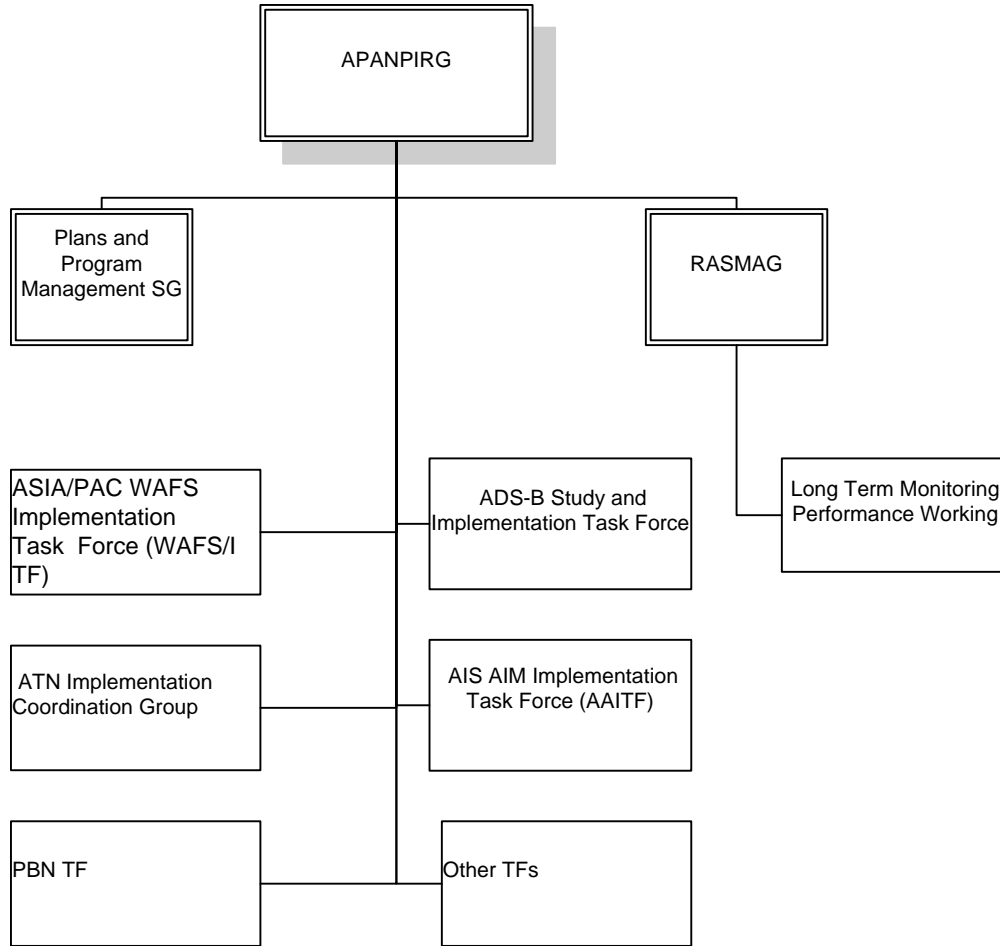 APANPIRG
Plans and
Program
Management SG
RASMAG
ASIA/PAC WAFS
Implementation
Task Force (WAFS/I
TF)
ADS-B Study and
Implementation Task Force
Long Term Monitoring
Performance Working
ATN Implementation
Coordination Group
AIS AIM Implementation
Task Force (AAITF)
PBN TF
Other TFs